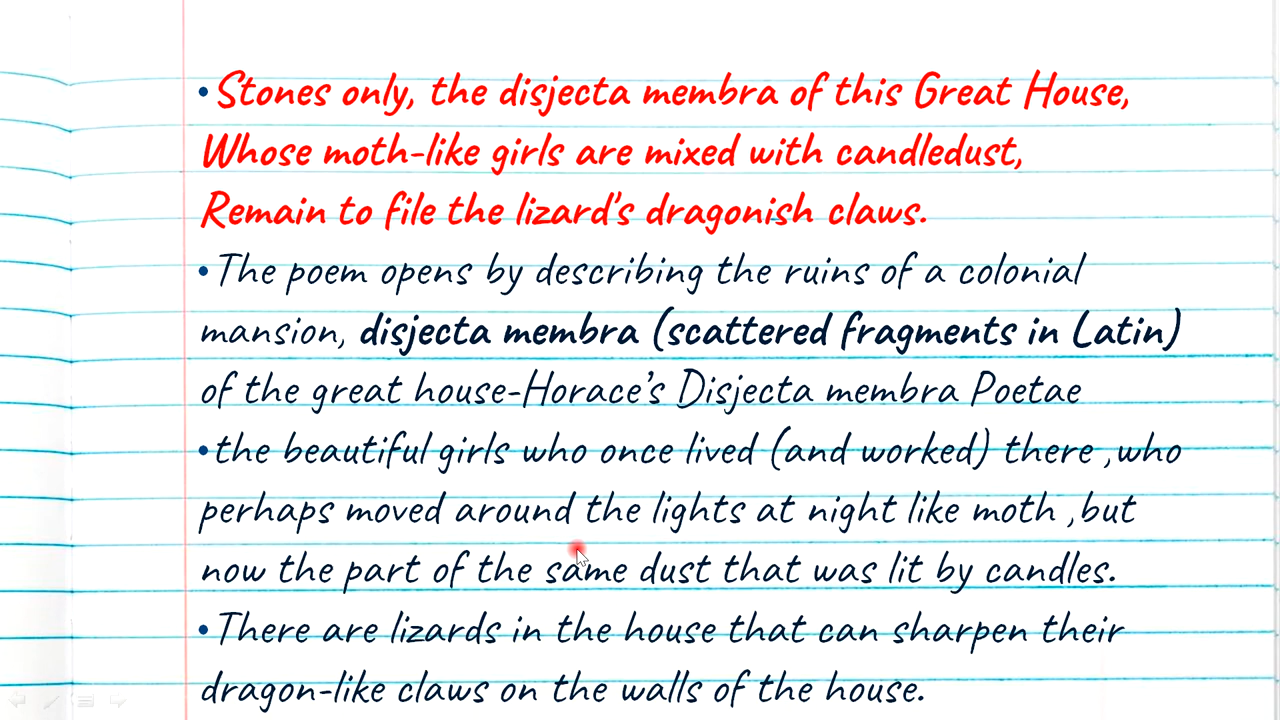 •Stones only, the disjecta membra of this Great House,
Whose moth-like girls are mixed with candledust,
Remain to file the lizard's dragonish claws.
•The poem opens by describing the ruins of a colonial
mansion, disjecta membra (scattered fragments in Latin)
of the great house-Horace's Disjecta membra Poetae
•the beautiful girls who once lived (and worked) there ,who
perhaps moved around the lights at night like moth ,but
now the part of the same dust that was lit by candles.
•There are lizards in the house that can sharpen their
dragon-like claws on the walls of the house.